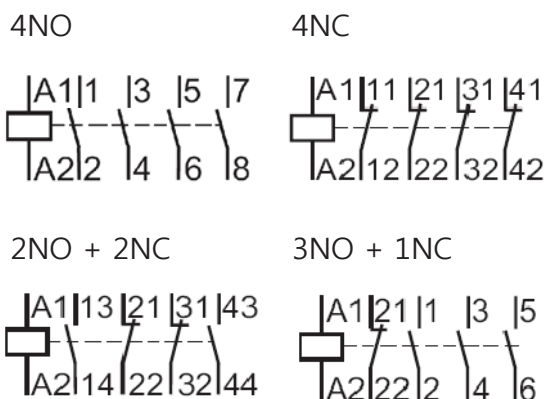 4NO 4NC
A1 1 3 5 7 A1 11 21 31 41
A2 2 4 6 8 A2 12 22 32 42
2NO + 2NC 3NO + 1NC
A1 13 21 31 43 A1 21 1 3 5
A2 14 22 32 44 A2 22 2 4 6